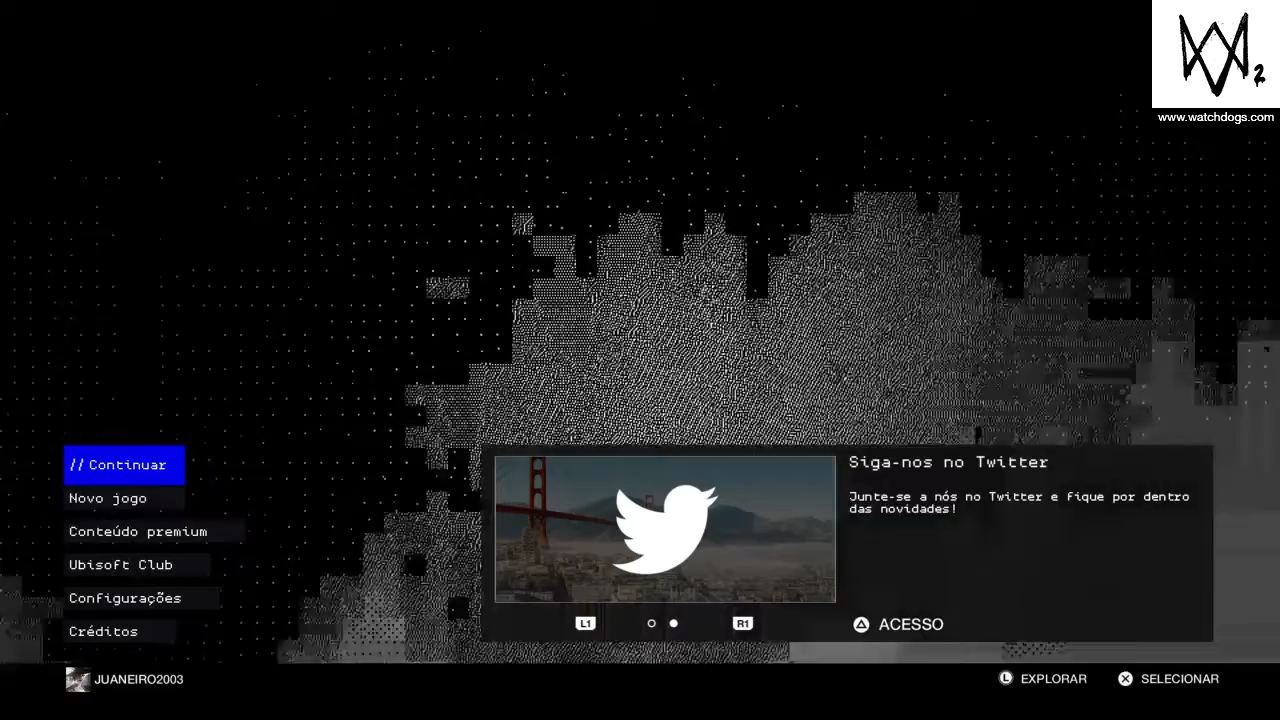 2
www.watchdogs.com
// Continuar
Novo jogo
Conteúdo premium
Ubisoft Club
Configurações
Créditos
Siga-nos no Twitter
Junte-se a nós no Twitter e fique por dentro
das novidades!
L1
R1
ACESSO
JUANEIRO2003
L EXPLORAR
X SELECIONAR